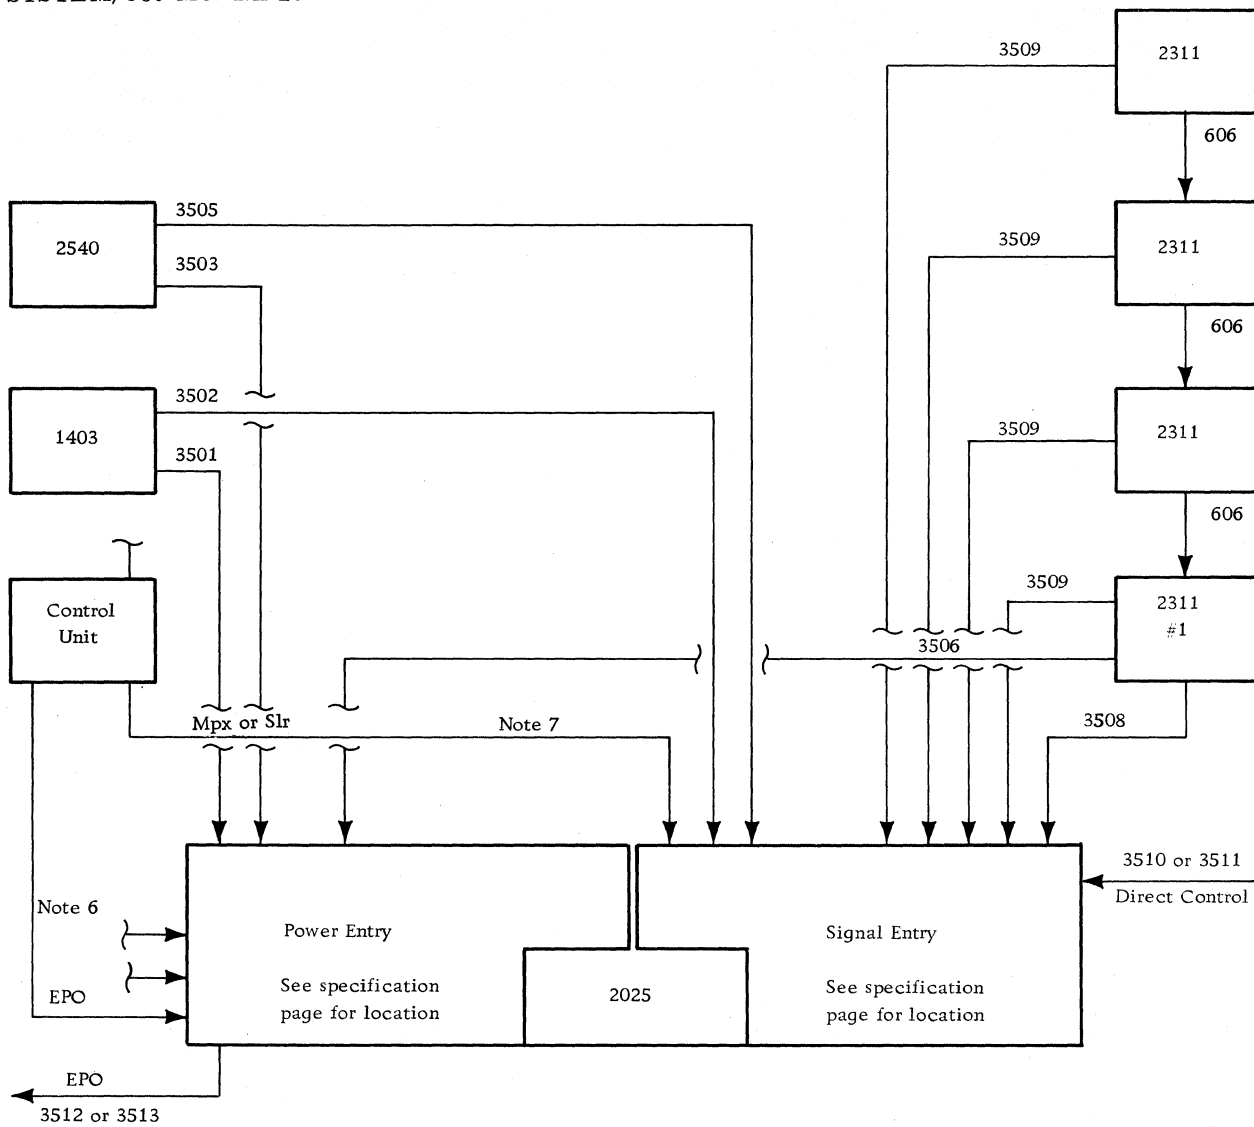 3509
2311
606
3505
2540
3503
3509
2311
606
3502
1403
3501
3509
2311
606
Control
Unit
3509
2311
#1
3506
3508
Mpx or Slr
Note 7
3510 or 3511
Direct Control
Note 6
Power Entry
See specification
page for location
EPO
2025
Signal Entry
See specification
page for location
EPO
3512 or 3513